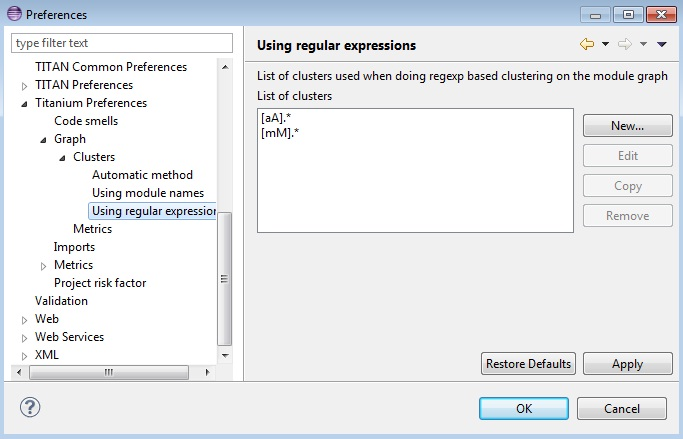 Preferences
type filter text
TITAN Common Preferences
TITAN Preferences
Titanium Preferences
Code smells
Graph
Clusters
Automatic method
Using module names
Using regular expression
Metrics
Imports
Metrics
Project risk factor
Validation
Web
Web Services
XML
Using regular expressions
List of clusters used when doing regexp based clustering on the module graph
List of clusters
[aA].*
[mM].*
New...
Edit
Copy
Remove
Restore Defaults
Apply
?
OK
Cancel